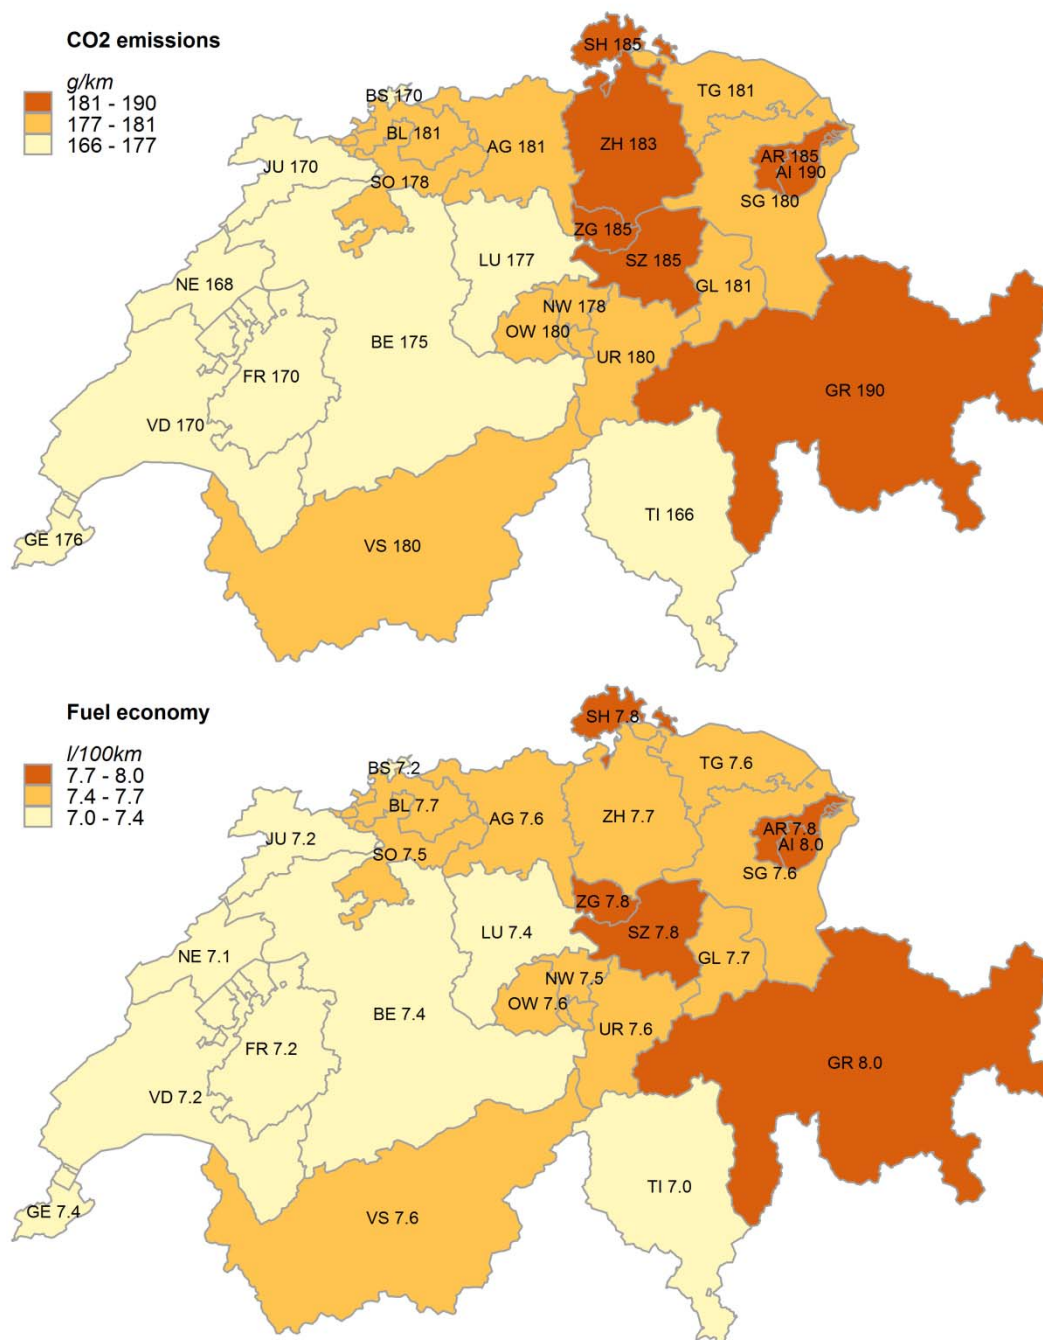 CO2 emissions
g/km
181 - 190
177 - 181
166 - 177
SH 185
BS 170
TG 181
BL 181
ZH 183
AG 181
AR 185
JU 170
AI 190
SO 178
SG 180
ZG 185
LU 177
SZ 185
NE 168
GL 181
NW 178
OW 180
BE 175
UR 180
FR 170
GR 190
VD 170
TI 166
GE 176
VS 180
Fuel economy
l/100km
7.7 - 8.0
7.4 - 7.7
7.0 - 7.4
SH 7.8
TG 7.6
BS 7.2
BL 7.7
AG 7.6
ZH 7.7
AR 7.8
JU 7.2
AI 8.0
SO 7.5
SG 7.6
ZG 7.8
LU 7.4
SZ 7.8
NE 7.1
GL 7.7
NW 7.5
OW 7.6
BE 7.4
UR 7.6
FR 7.2
GR 8.0
VD 7.2
TI 7.0
GE 7.4
VS 7.6